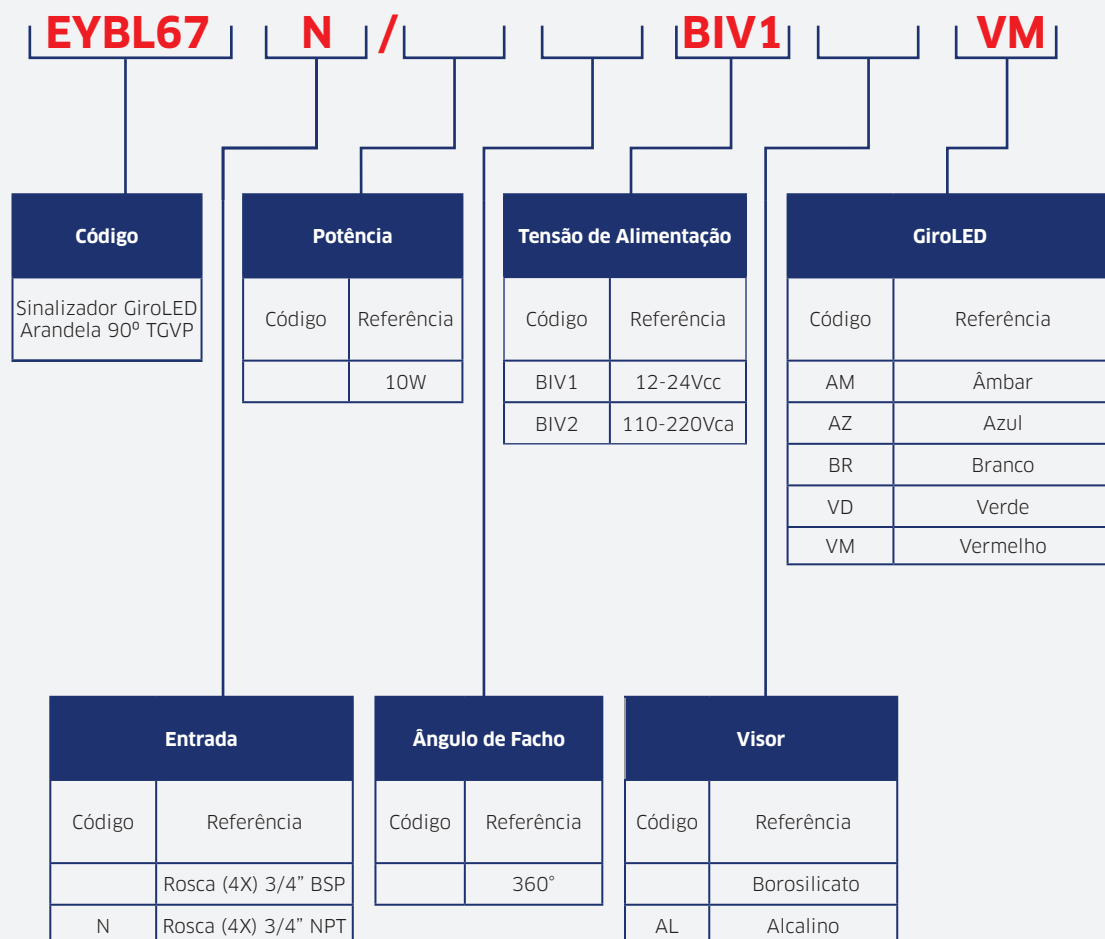 EYBL67 N / BIV1 VM
Código
Sinalizador GiroLED
Arandela 90º TGVP
Potência
Código Referência
10W
Tensão de Alimentação
Código Referência
BIV1 12-24Vcc
BIV2 110-220Vca
GiroLED
Código Referência
AM Âmbar
AZ Azul
BR Branco
VD Verde
VM Vermelho
Entrada
Código Referência
Rosca (4X) 3/4” BSP
N Rosca (4X) 3/4” NPT
Ângulo de Facho
Código Referência
360°
Visor
Código Referência
Borosilicato
AL Alcalino